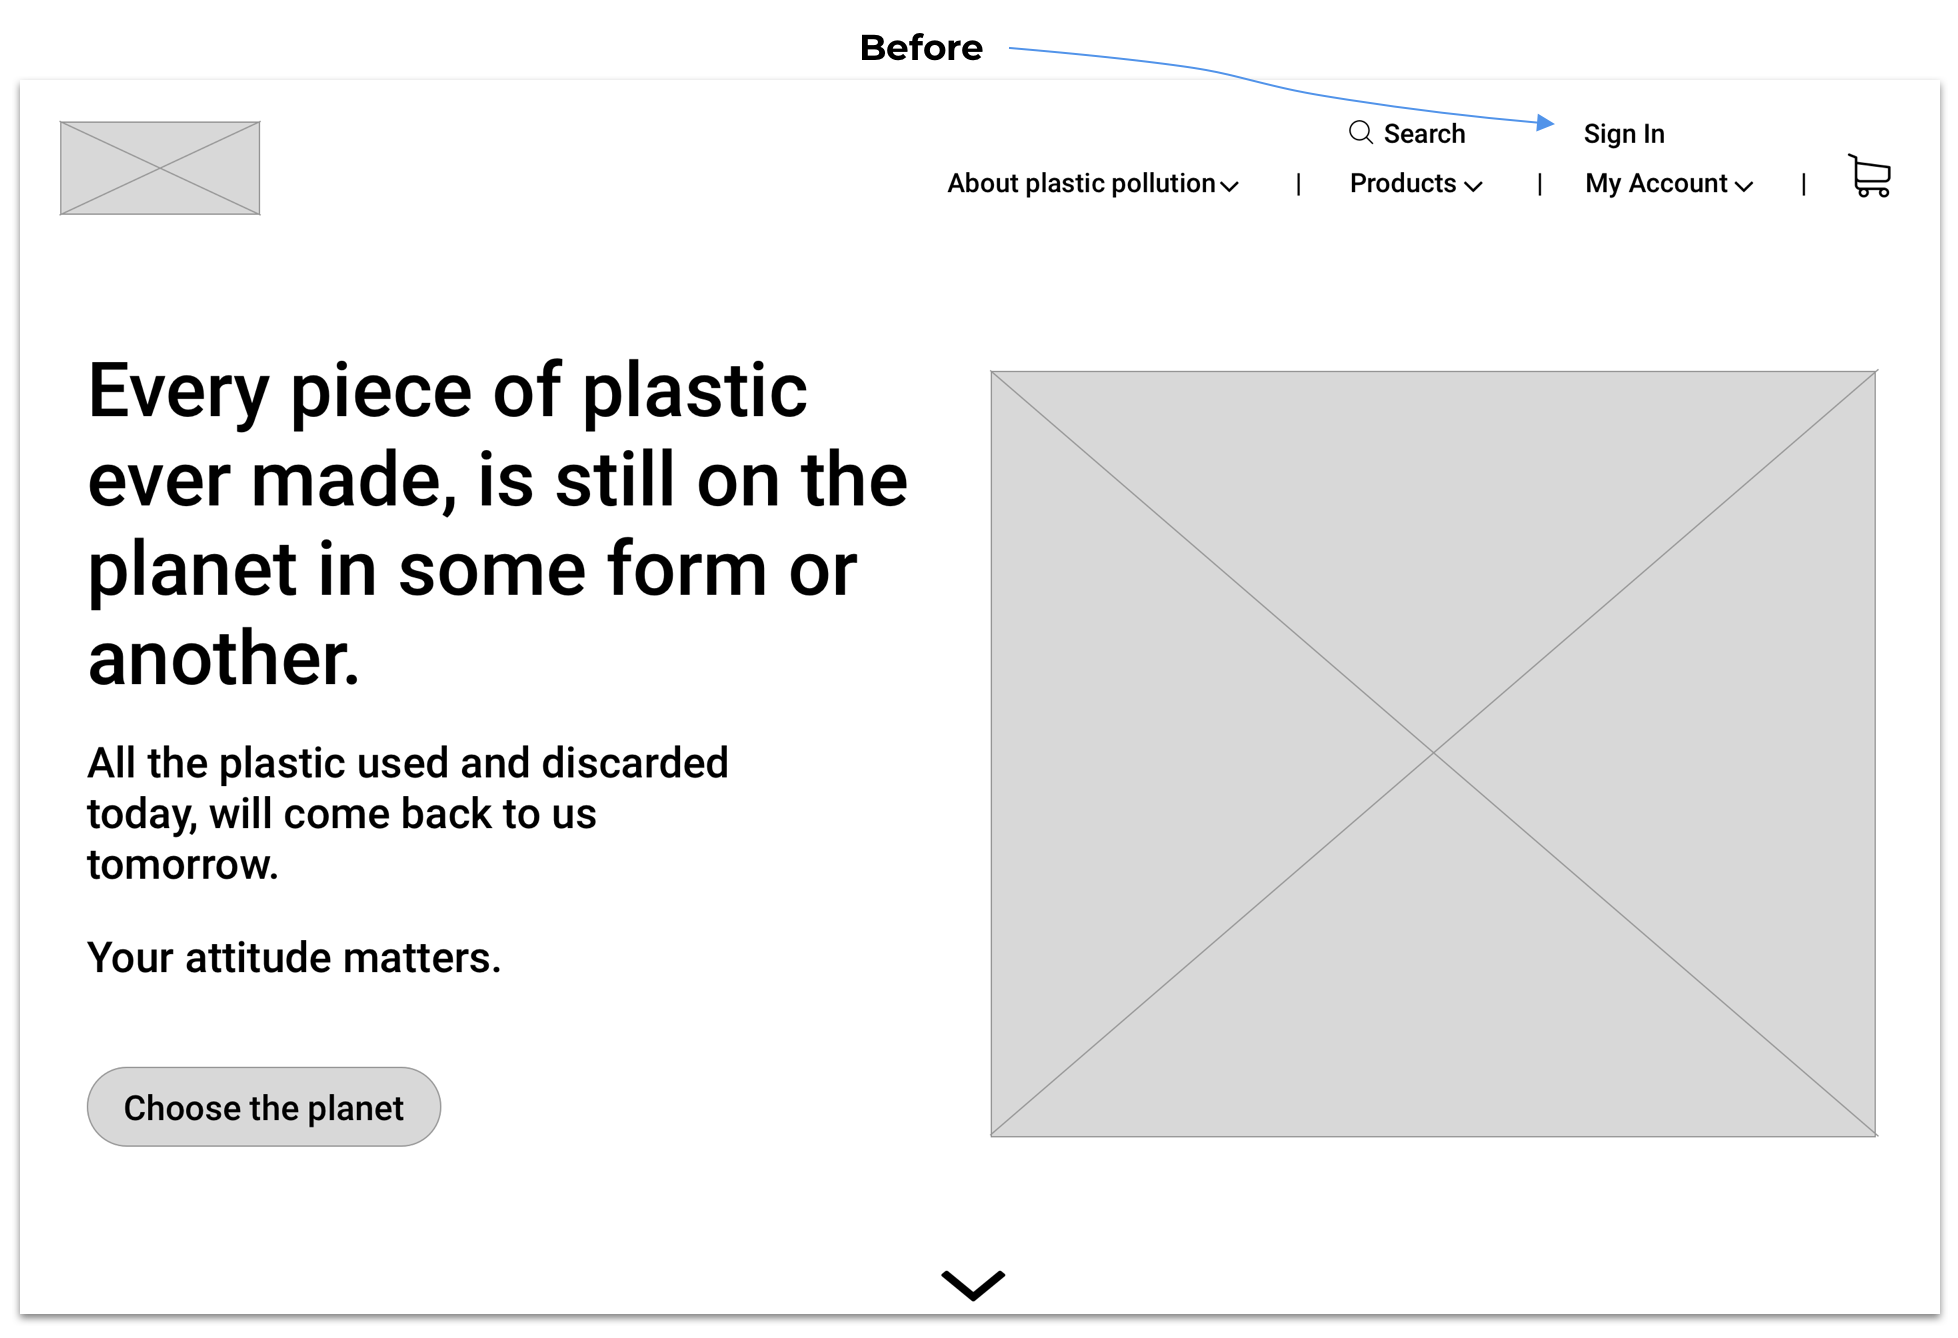 Before
Search Sign In
About plastic pollution | Products | My Account |
Every piece of plastic
ever made, is still on the
planet in some form or
another.
All the plastic used and discarded
today, will come back to us
tomorrow.
Your attitude matters.
Choose the planet